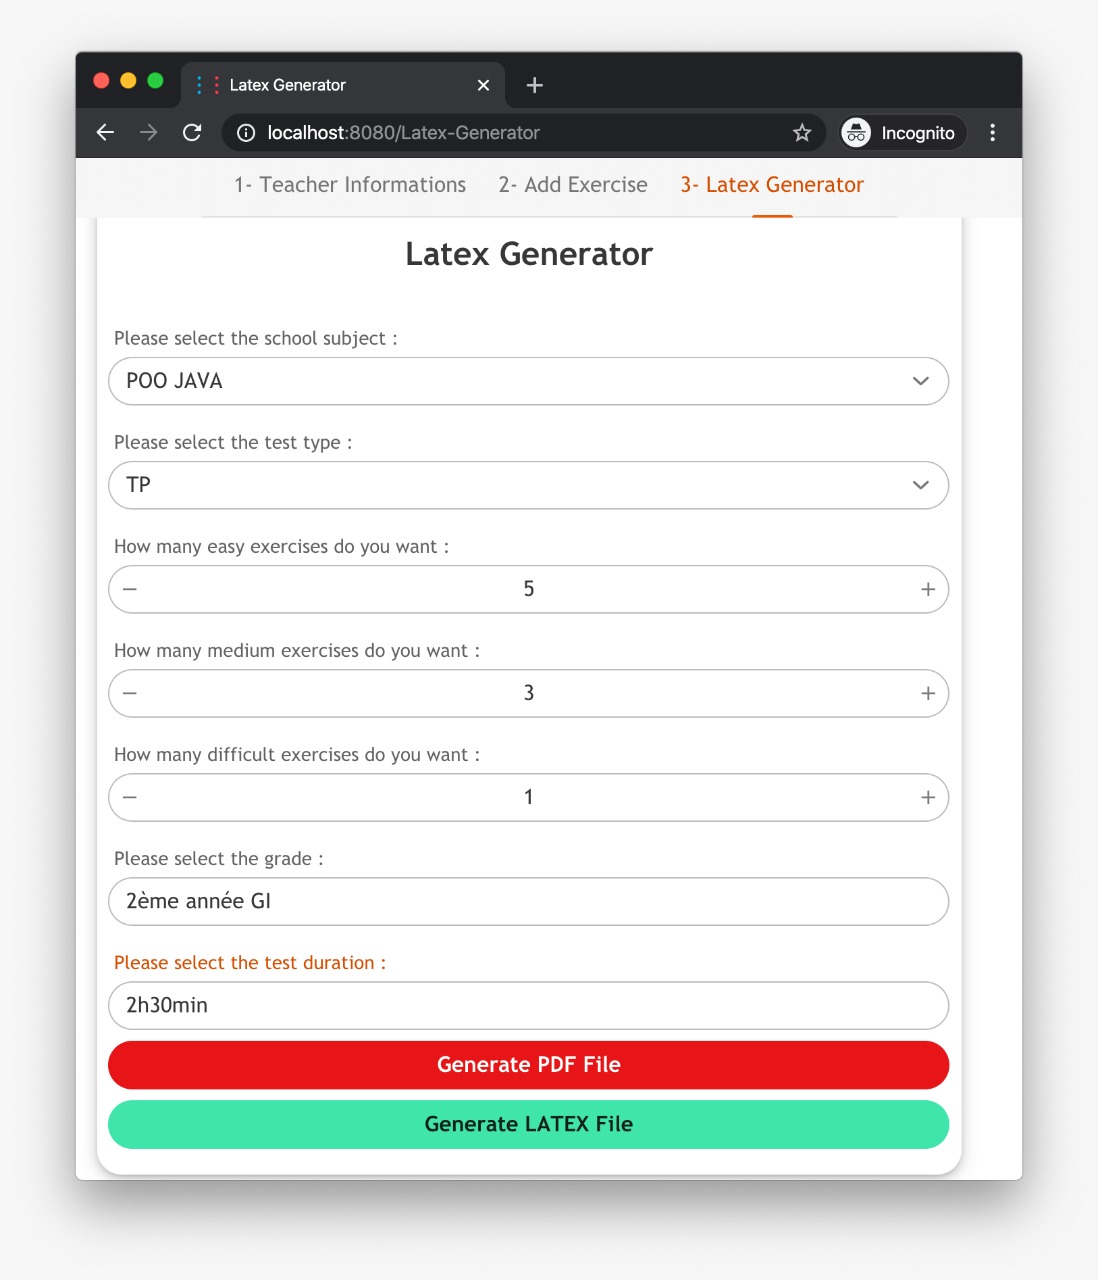 Latex Generator
localhost:8080/Latex-Generator
Incognito
1- Teacher Informations 2- Add Exercise 3- Latex Generator
Latex Generator
Please select the school subject :
POO JAVA
Please select the test type :
TP
How many easy exercises do you want :
5
How many medium exercises do you want :
3
How many difficult exercises do you want :
1
Please select the grade :
2ème année GI
Please select the test duration :
2h30min
Generate PDF File
Generate LATEX File